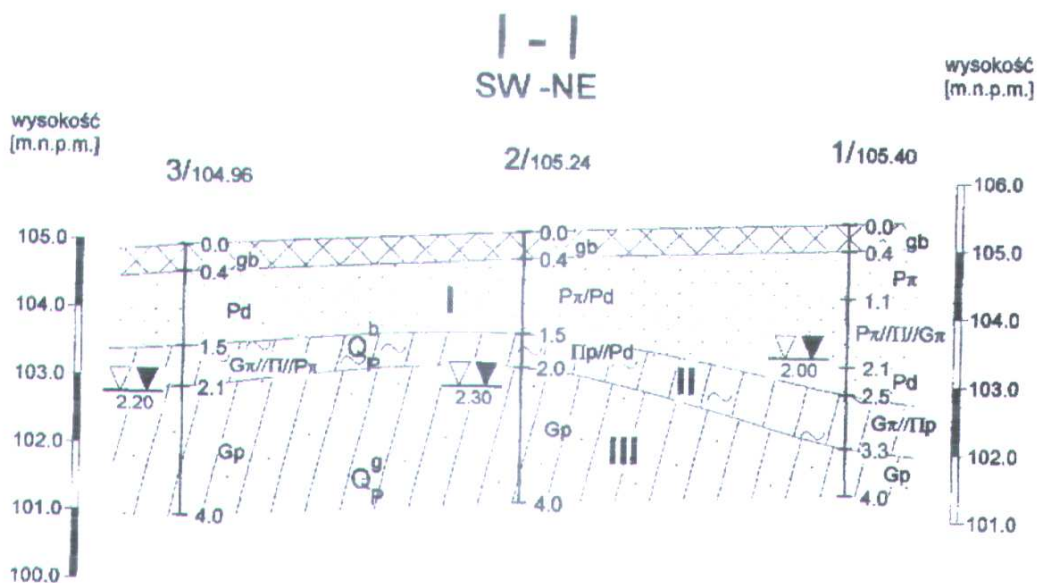 I - I
SW -NE
wysokość
[m.n.p.m.]
wysokość
[m.n.p.m.]
3/104.96
2/105.24
1/105.40
105.0
104.0
103.0
102.0
101.0
100.0
106.0
105.0
104.0
103.0
102.0
101.0
0.0
gb
0.4
Pd
1.5
Gπ//Π//Pπ
2.1
2.20
Gp
4.0
I
Q b P
Q g P
0.0
0.4
Pπ/Pd
1.5
Πp//Pd
2.0
2.30
Gp
4.0
II
III
0.0
gb
0.4
Pπ
1.1
Pπ//Π//Gπ
2.00
2.1
Pd
2.5
Gπ//Πp
3.3
Gp
4.0